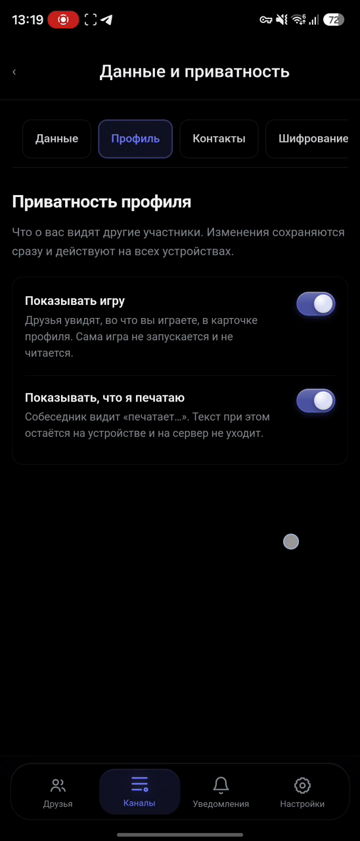 13:19
72
‹
Данные и приватность
Данные
Профиль
Контакты
Шифрование
Приватность профиля
Что о вас видят другие участники. Изменения сохраняются
сразу и действуют на всех устройствах.
Показывать игру
Друзья увидят, во что вы играете, в карточке
профиля. Сама игра не запускается и не
читается.
Показывать, что я печатаю
Собеседник видит «печатает…». Текст при этом
остаётся на устройстве и на сервер не уходит.
Друзья
Каналы
Уведомления
Настройки